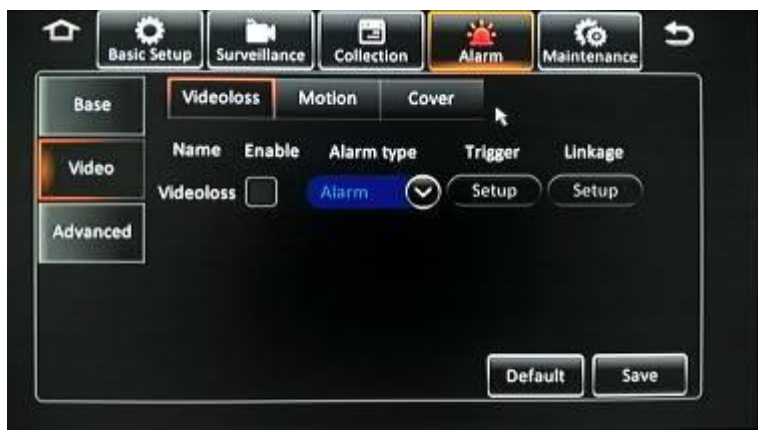 Basic Setup Surveillance Collection Alarm Maintenance
Base Videoloss Motion Cover
Name Enable Alarm type Trigger Linkage
Video
Videoloss Alarm Setup Setup
Advanced
Default Save